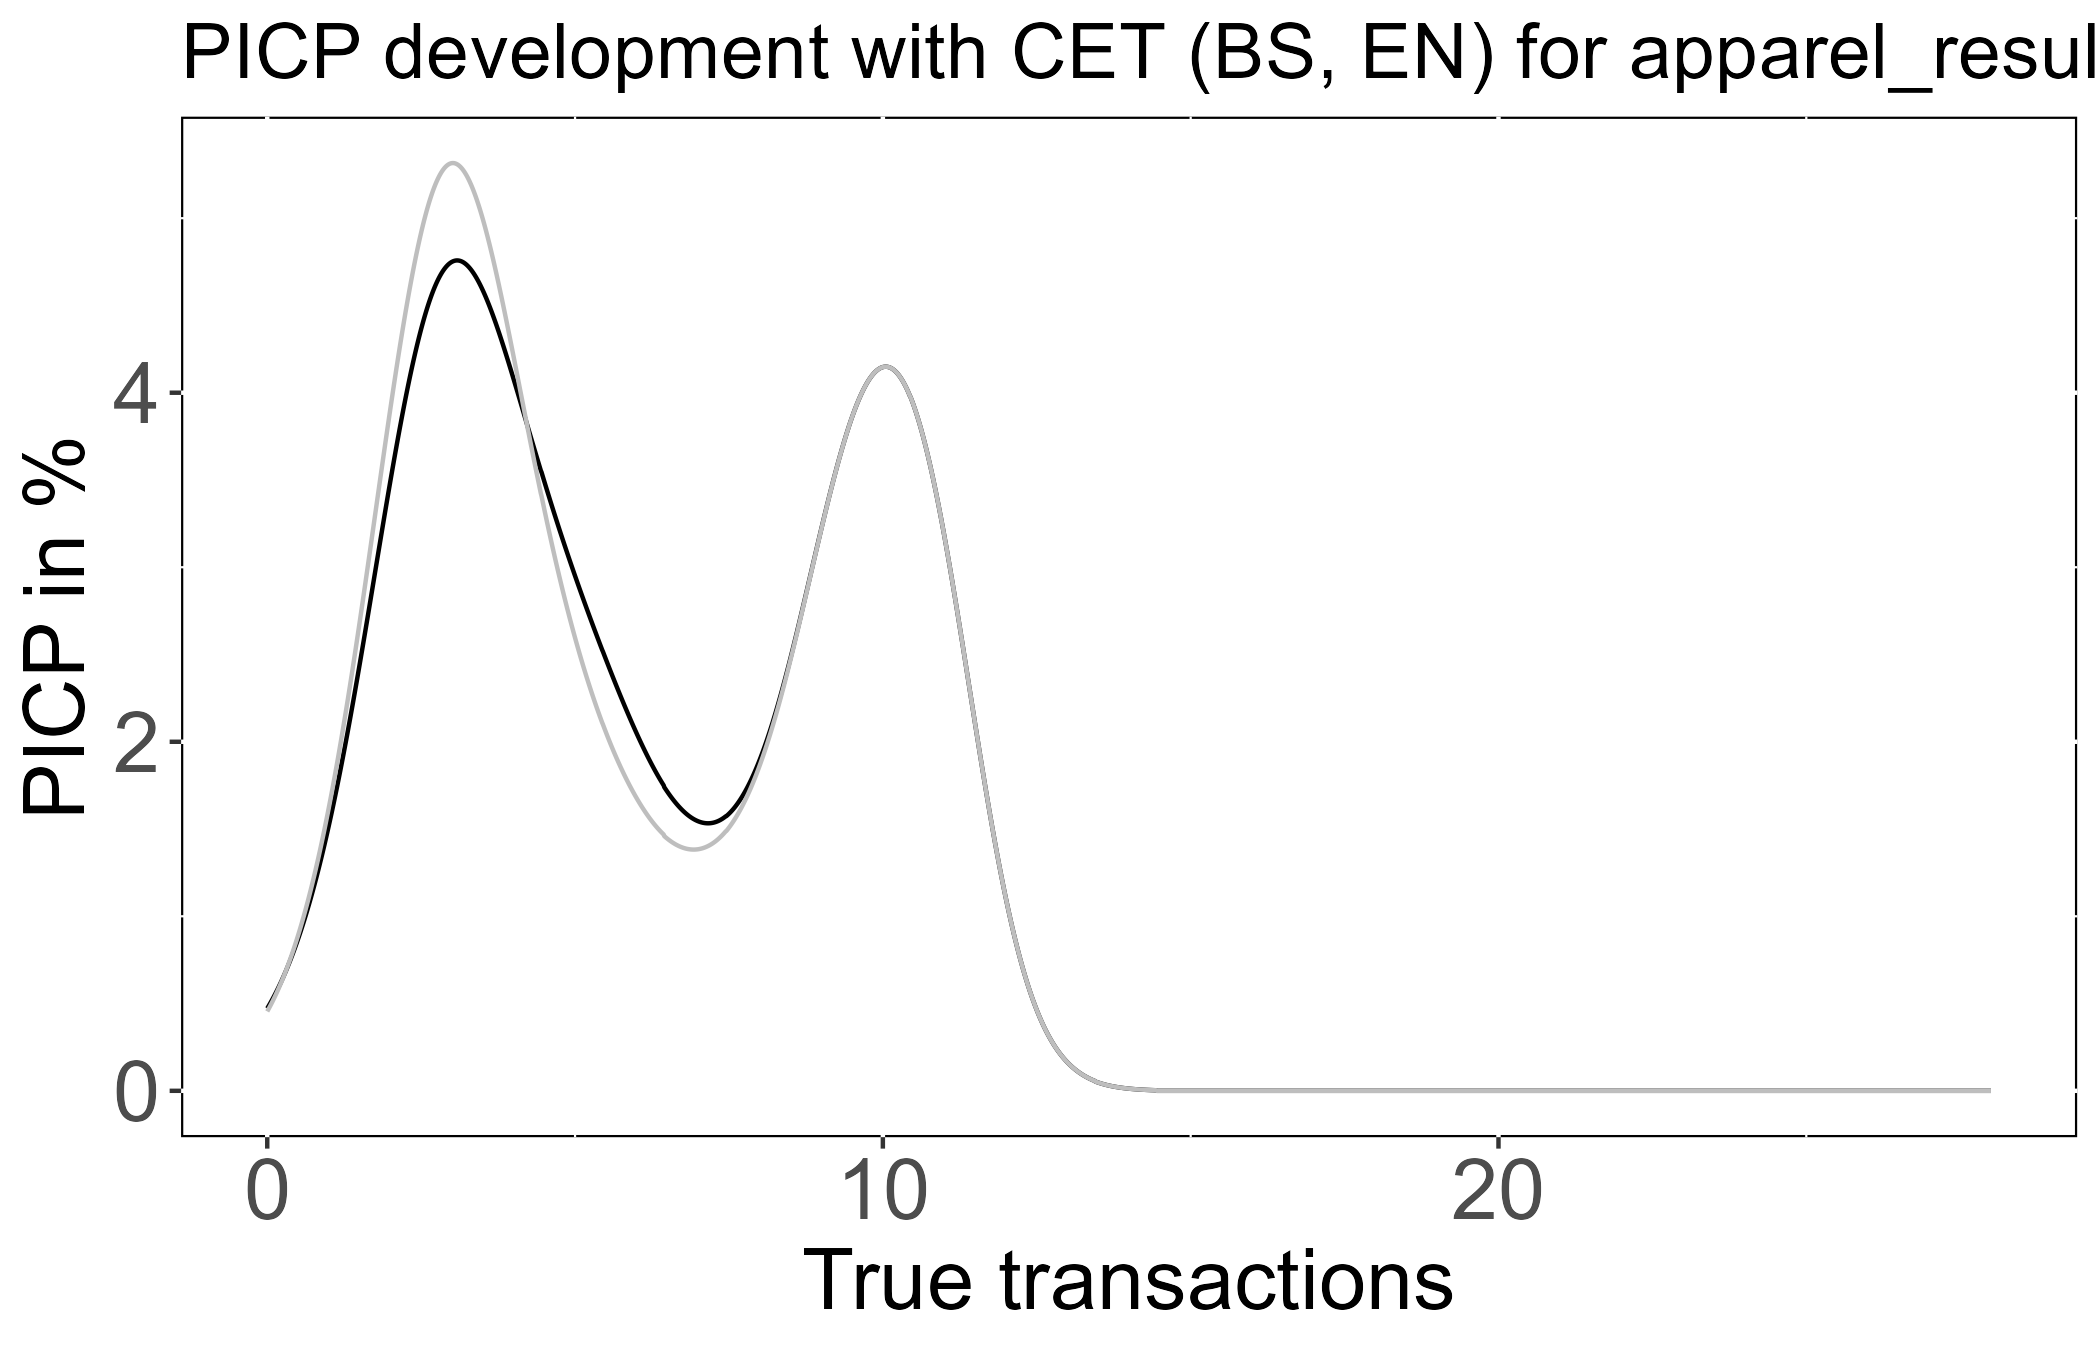 PICP development with CET (BS, EN) for apparel_resul
PICP in %
4
2
0
0 10 20
True transactions